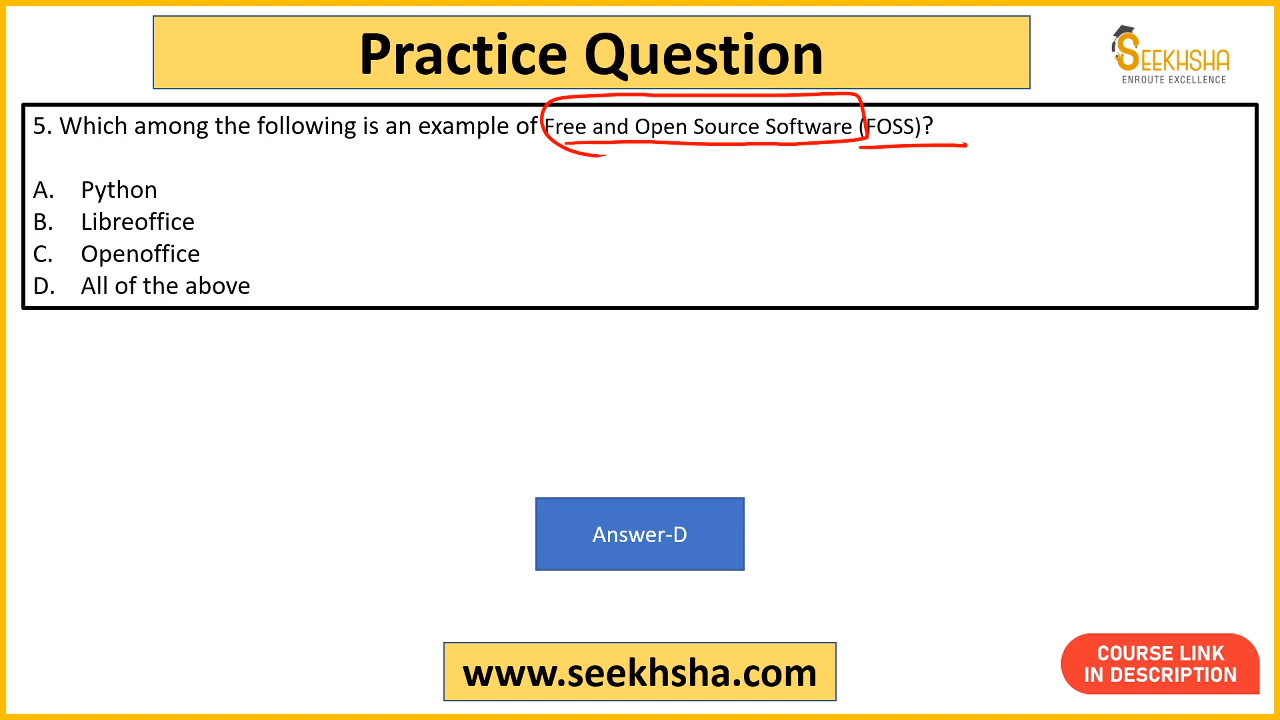 Practice Question
SEEKHSHA
ENROUTE EXCELLENCE
5. Which among the following is an example of Free and Open Source Software (FOSS)?
A. Python
B. Libreoffice
C. Openoffice
D. All of the above
Answer-D
www.seekhsha.com
COURSE LINK
IN DESCRIPTION